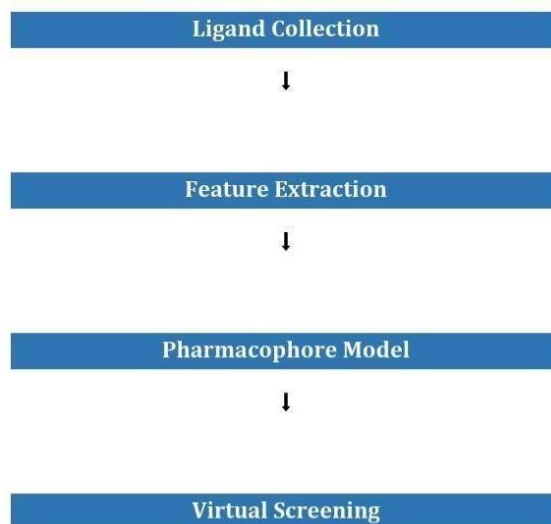 Ligand Collection
Feature Extraction
Pharmacophore Model
Virtual Screening